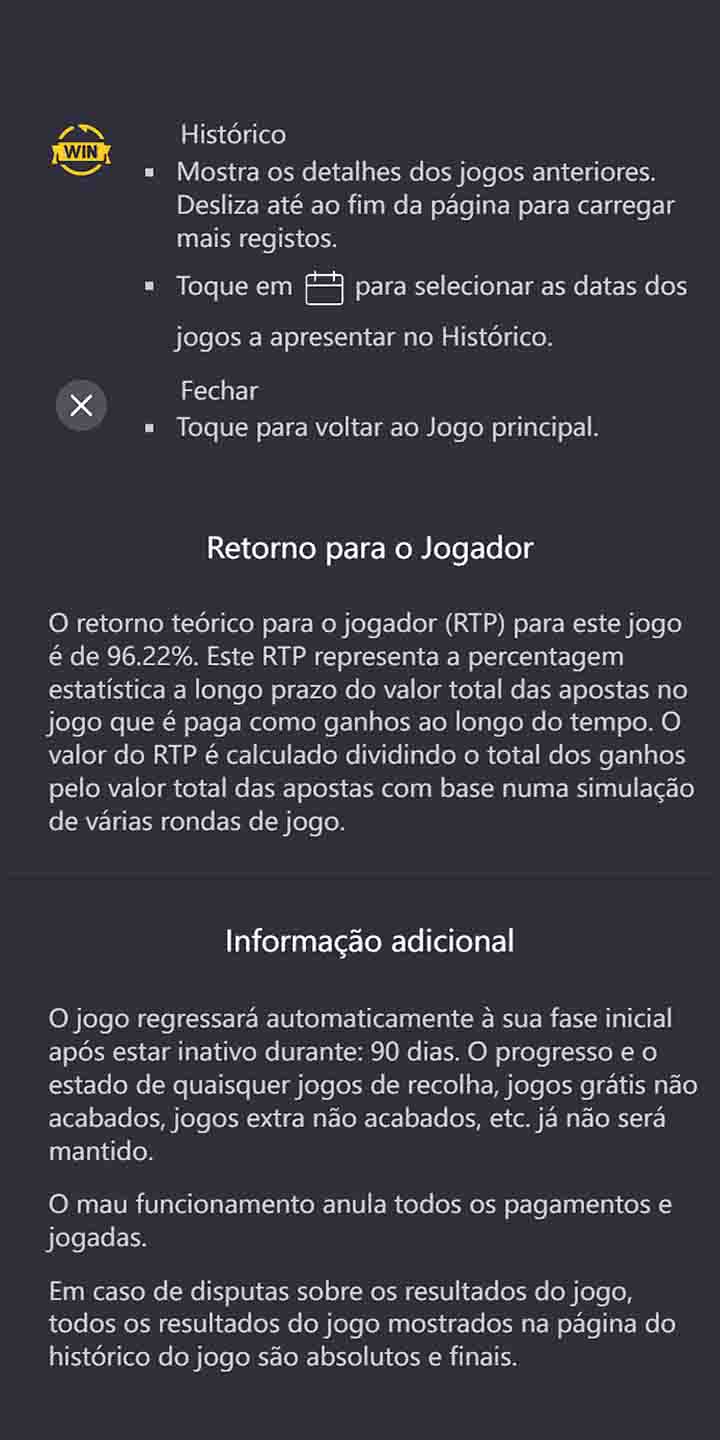 WIN
Histórico
▪ Mostra os detalhes dos jogos anteriores.
Desliza até ao fim da página para carregar
mais registos.
▪ Toque em para selecionar as datas dos
jogos a apresentar no Histórico.
Fechar
▪ Toque para voltar ao Jogo principal.
Retorno para o Jogador
O retorno teórico para o jogador (RTP) para este jogo
é de 96.22%. Este RTP representa a percentagem
estatística a longo prazo do valor total das apostas no
jogo que é paga como ganhos ao longo do tempo. O
valor do RTP é calculado dividindo o total dos ganhos
pelo valor total das apostas com base numa simulação
de várias rondas de jogo.
Informação adicional
O jogo regressará automaticamente à sua fase inicial
após estar inativo durante: 90 dias. O progresso e o
estado de quaisquer jogos de recolha, jogos grátis não
acabados, jogos extra não acabados, etc. já não será
mantido.
O mau funcionamento anula todos os pagamentos e
jogadas.
Em caso de disputas sobre os resultados do jogo,
todos os resultados do jogo mostrados na página do
histórico do jogo são absolutos e finais.